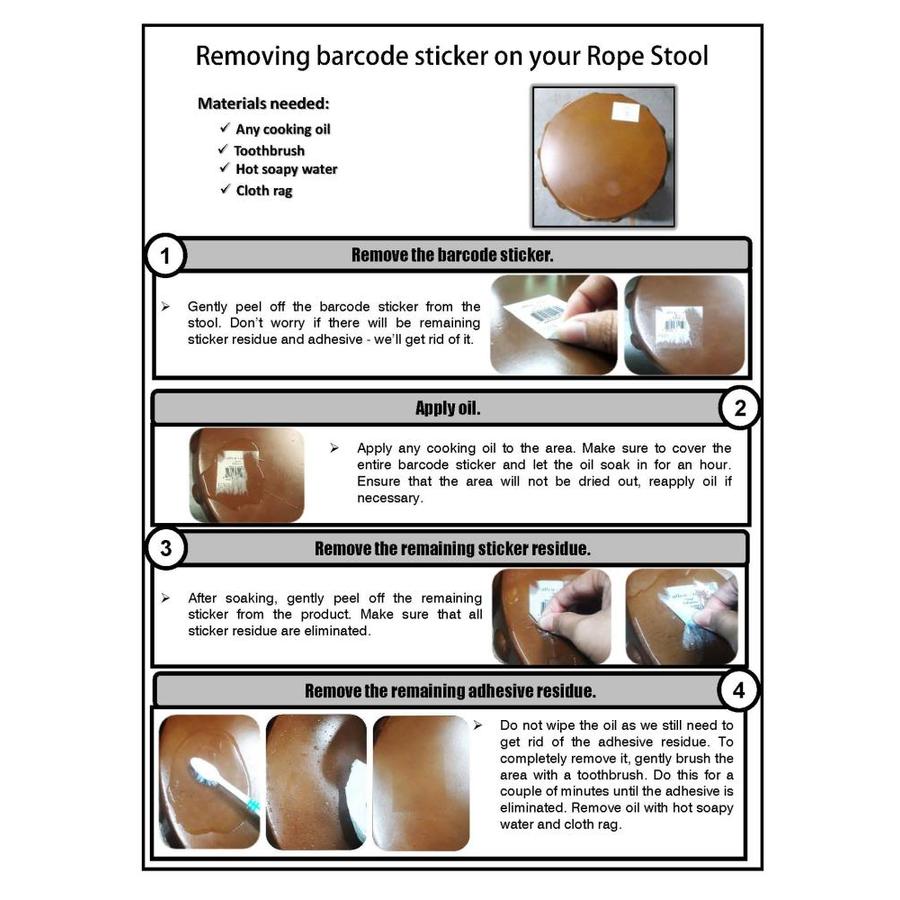 Removing barcode sticker on your Rope Stool
Materials needed:
✓ Any cooking oil
✓ Toothbrush
✓ Hot soapy water
✓ Cloth rag
1
Remove the barcode sticker.
➢ Gently peel off the barcode sticker from the
stool. Don't worry if there will be remaining
sticker residue and adhesive - we'll get rid of it.
Apply oil.
2
➢ Apply any cooking oil to the area. Make sure to cover the
entire barcode sticker and let the oil soak in for an hour.
Ensure that the area will not be dried out, reapply oil if
necessary.
3
Remove the remaining sticker residue.
➢ After soaking, gently peel off the remaining
sticker from the product. Make sure that all
sticker residue are eliminated.
Remove the remaining adhesive residue.
4
➢ Do not wipe the oil as we still need to
get rid of the adhesive residue. To
completely remove it, gently brush the
area with a toothbrush. Do this for a
couple of minutes until the adhesive is
eliminated. Remove oil with hot soapy
water and cloth rag.